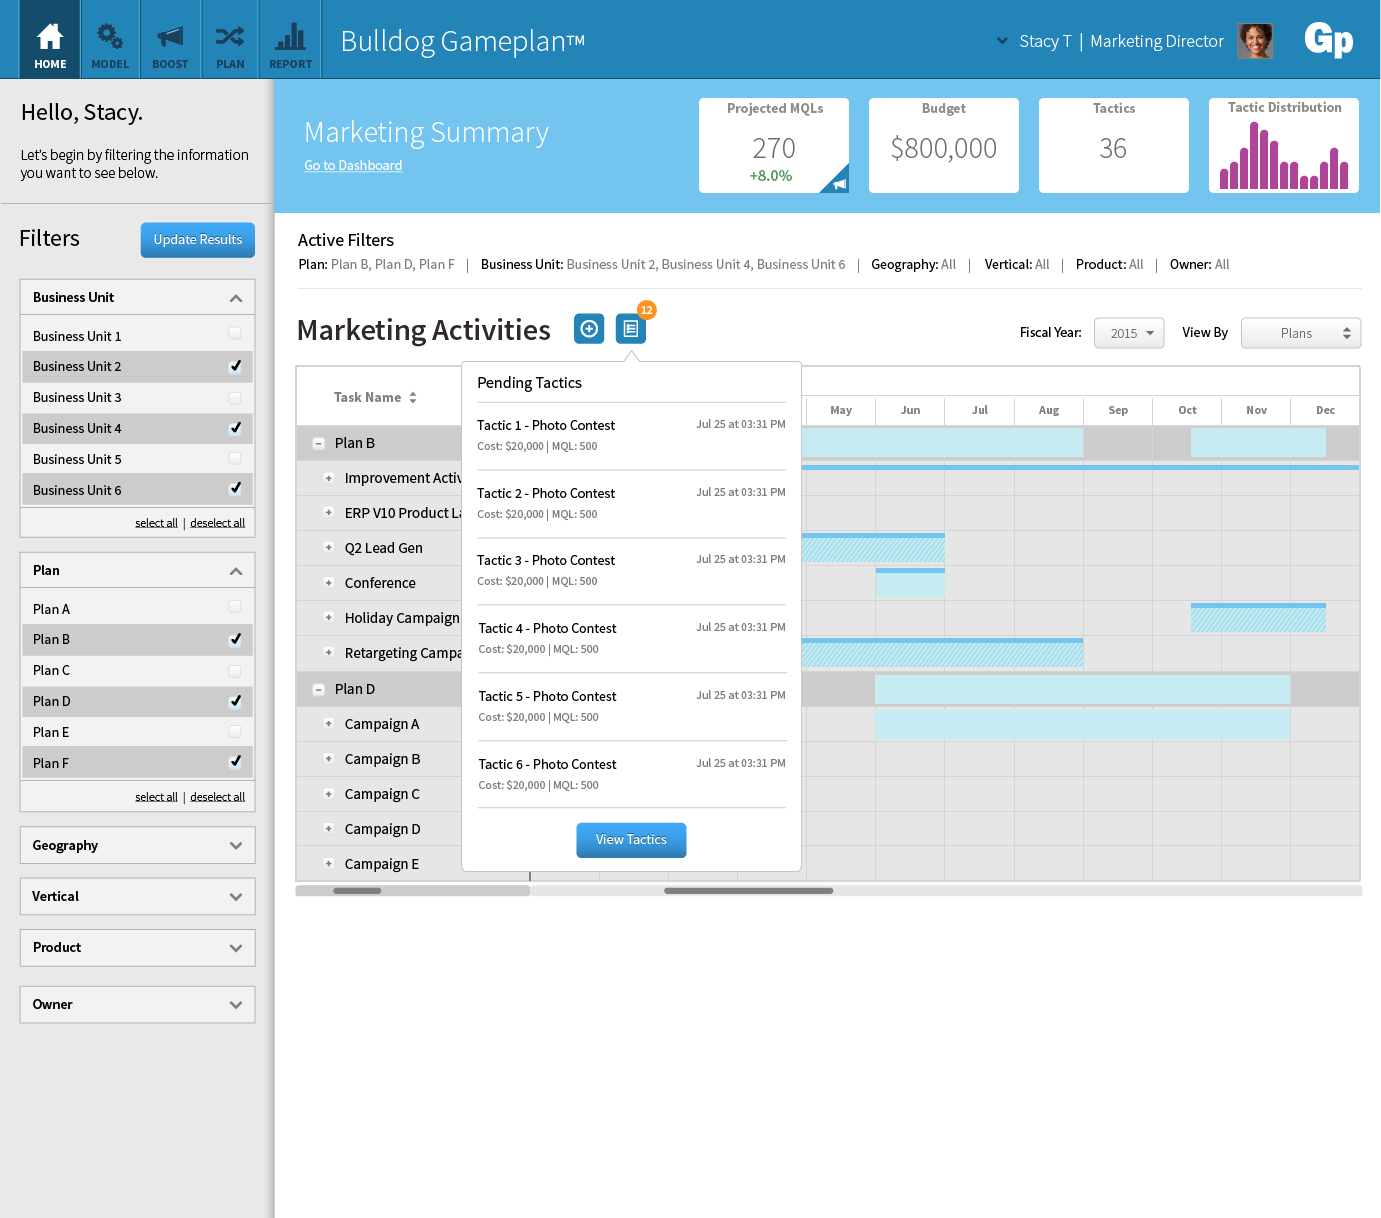 HOME MODEL BOOST PLAN REPORT
Bulldog Gameplan™
Stacy T | Marketing Director
Gp
Hello, Stacy.
Let's begin by filtering the information
you want to see below.
Filters
Update Results
Business Unit
Business Unit 1
Business Unit 2
Business Unit 3
Business Unit 4
Business Unit 5
Business Unit 6
select all | deselect all
Plan
Plan A
Plan B
Plan C
Plan D
Plan E
Plan F
select all | deselect all
Geography
Vertical
Product
Owner
Marketing Summary
Go to Dashboard
Projected MQLs
270
+8.0%
Budget
$800,000
Tactics
36
Tactic Distribution
Active Filters
Plan: Plan B, Plan D, Plan F | Business Unit: Business Unit 2, Business Unit 4, Business Unit 6 | Geography: All | Vertical: All | Product: All | Owner: All
Marketing Activities
12
Fiscal Year: 2015 View By Plans
Task Name
May Jun Jul Aug Sep Oct Nov Dec
Plan B
Improvement Activ
ERP V10 Product La
Q2 Lead Gen
Conference
Holiday Campaign
Retargeting Campa
Plan D
Campaign A
Campaign B
Campaign C
Campaign D
Campaign E
Pending Tactics
Tactic 1 - Photo Contest Jul 25 at 03:31 PM
Cost: $20,000 | MQL: 500
Tactic 2 - Photo Contest Jul 25 at 03:31 PM
Cost: $20,000 | MQL: 500
Tactic 3 - Photo Contest Jul 25 at 03:31 PM
Cost: $20,000 | MQL: 500
Tactic 4 - Photo Contest Jul 25 at 03:31 PM
Cost: $20,000 | MQL: 500
Tactic 5 - Photo Contest Jul 25 at 03:31 PM
Cost: $20,000 | MQL: 500
Tactic 6 - Photo Contest Jul 25 at 03:31 PM
Cost: $20,000 | MQL: 500
View Tactics